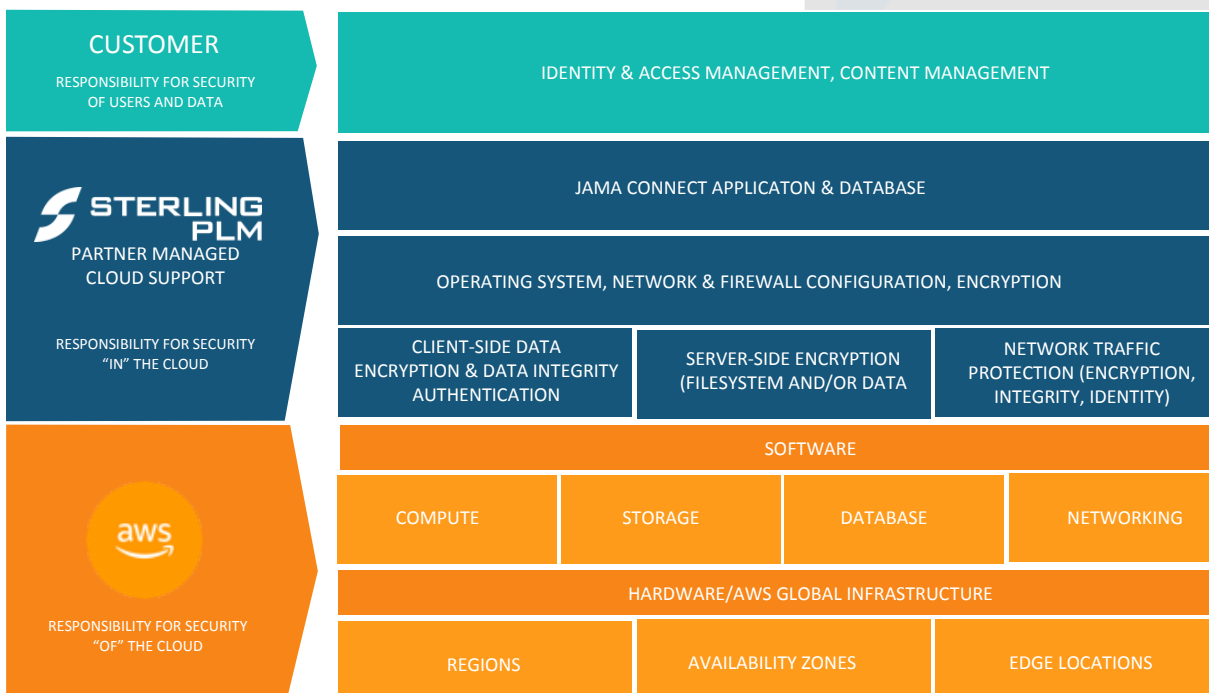 CUSTOMER
RESPONSIBILITY FOR SECURITY
OF USERS AND DATA
IDENTITY & ACCESS MANAGEMENT, CONTENT MANAGEMENT
STERLING
PLM
PARTNER MANAGED
CLOUD SUPPORT
RESPONSIBILITY FOR SECURITY
“IN” THE CLOUD
JAMA CONNECT APPLICATON & DATABASE
OPERATING SYSTEM, NETWORK & FIREWALL CONFIGURATION, ENCRYPTION
CLIENT-SIDE DATA
ENCRYPTION & DATA INTEGRITY
AUTHENTICATION
SERVER-SIDE ENCRYPTION
(FILESYSTEM AND/OR DATA
NETWORK TRAFFIC
PROTECTION (ENCRYPTION,
INTEGRITY, IDENTITY)
aws
RESPONSIBILITY FOR SECURITY
“OF” THE CLOUD
SOFTWARE
COMPUTE
STORAGE
DATABASE
NETWORKING
HARDWARE/AWS GLOBAL INFRASTRUCTURE
REGIONS
AVAILABILITY ZONES
EDGE LOCATIONS